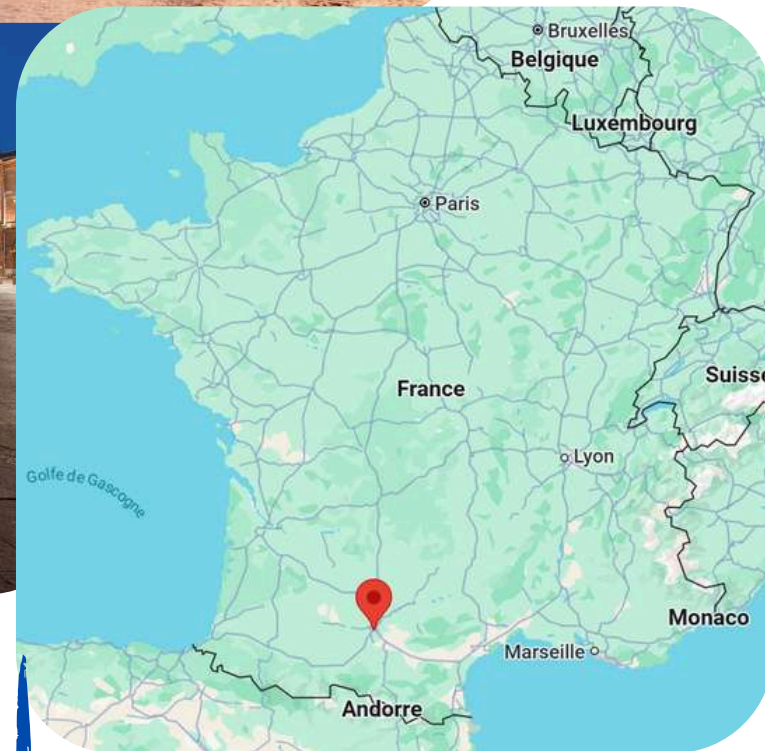 Bruxelles
Belgique
Luxembourg
Paris
France
Suisse
Lyon
Golfe de Gascogne
Monaco
Marseille
Andorre